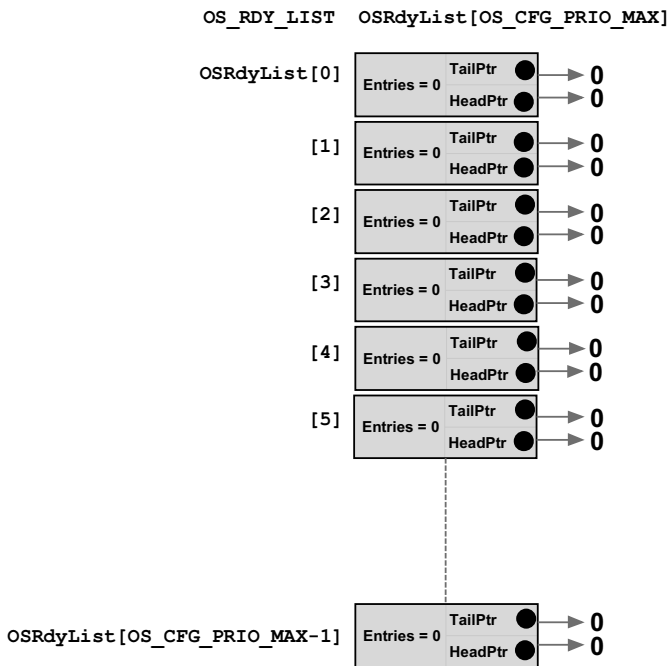 OS_RDY_LIST OSRdyList[OS_CFG_PRIO_MAX]
OSRdyList[0] Entries = 0 TailPtr 0
HeadPtr 0
[1] Entries = 0 TailPtr 0
HeadPtr 0
[2] Entries = 0 TailPtr 0
HeadPtr 0
[3] Entries = 0 TailPtr 0
HeadPtr 0
[4] Entries = 0 TailPtr 0
HeadPtr 0
[5] Entries = 0 TailPtr 0
HeadPtr 0
OSRdyList[OS_CFG_PRIO_MAX-1] Entries = 0 TailPtr 0
HeadPtr 0